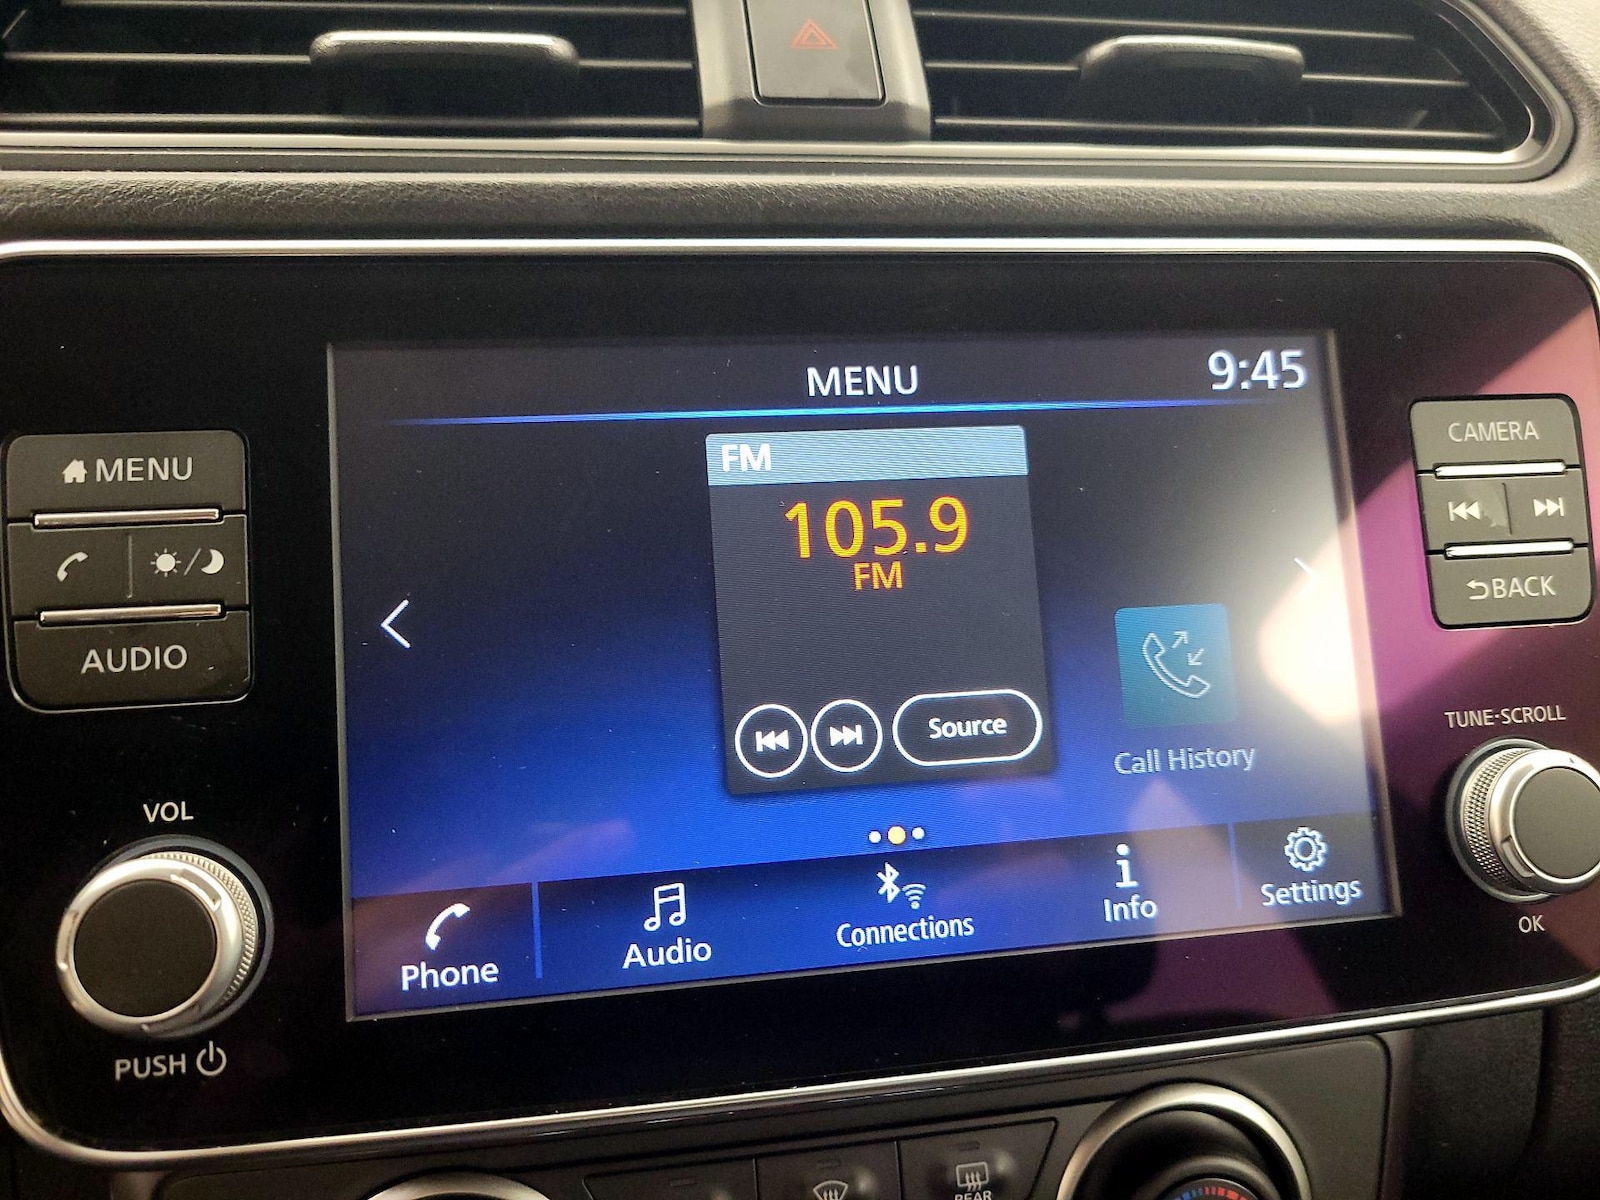 MENU
9:45
MENU
AUDIO
VOL
PUSH
FM
105.9
FM
Source
Call History
Phone
Audio
Connections
Info
Settings
CAMERA
BACK
TUNE·SCROLL
OK
REAR